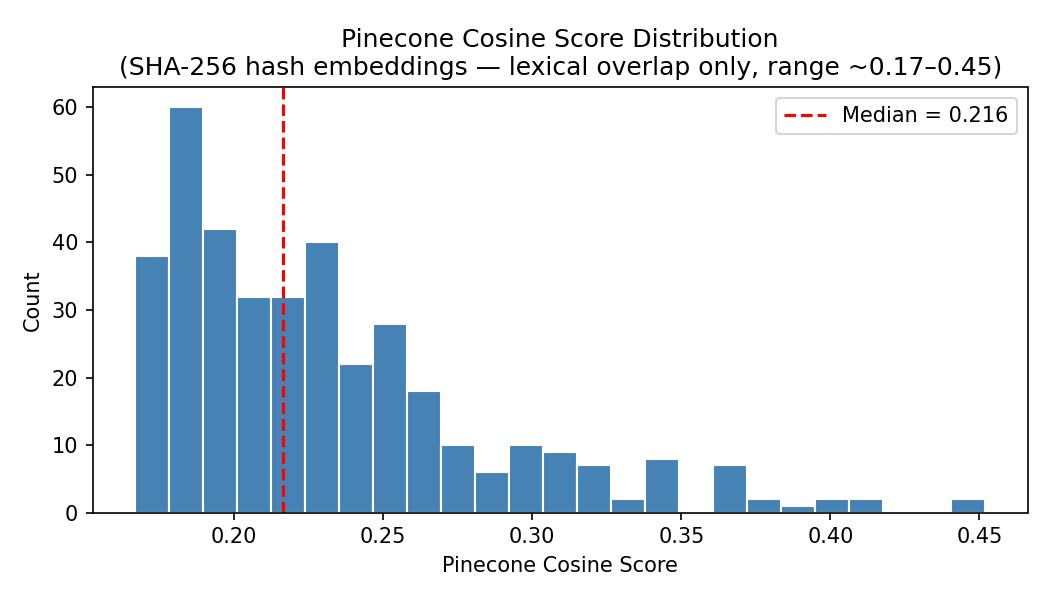 Pinecone Cosine Score Distribution
(SHA-256 hash embeddings — lexical overlap only, range ~0.17–0.45)
Median = 0.216
Count
60
50
40
30
20
10
0
0.20 0.25 0.30 0.35 0.40 0.45
Pinecone Cosine Score